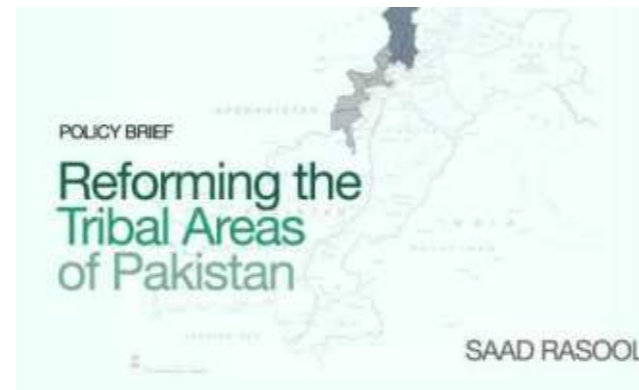 POLICY BRIEF
Reforming the
Tribal Areas
of Pakistan
SAAD RASOOL